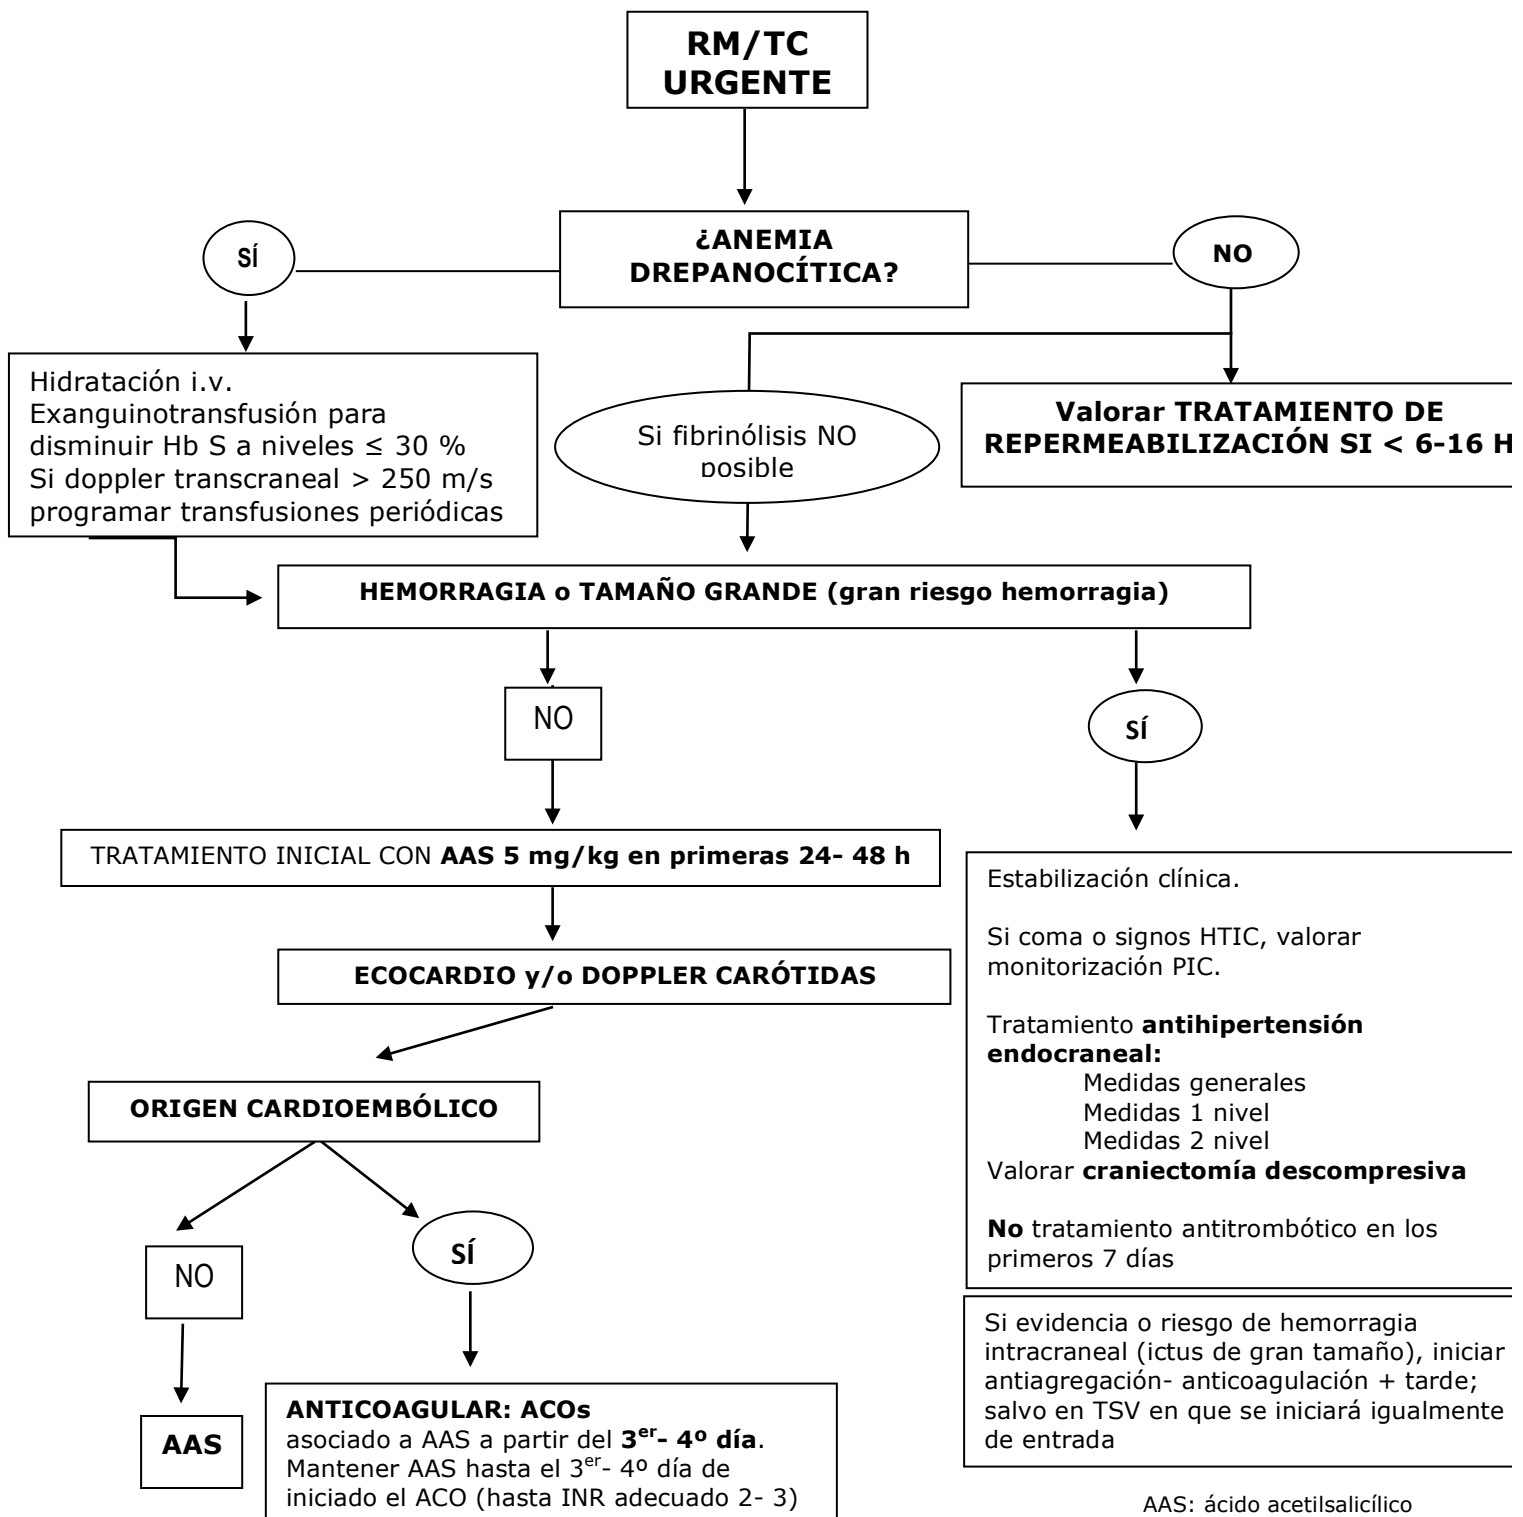 RM/TC
URGENTE
¿ANEMIA
DREPANOCÍTICA?
SÍ
NO
Hidratación i.v.
Exanguinotransfusión para
disminuir Hb S a niveles ≤ 30 %
Si doppler transcraneal > 250 m/s
programar transfusiones periódicas
Si fibrinólisis NO
posible
Valorar TRATAMIENTO DE
REPERMEABILIZACIÓN SI < 6-16 H
HEMORRAGIA o TAMAÑO GRANDE (gran riesgo hemorragia)
NO
SÍ
TRATAMIENTO INICIAL CON AAS 5 mg/kg en primeras 24- 48 h
ECOCARDIO y/o DOPPLER CARÓTIDAS
ORIGEN CARDIOEMBÓLICO
NO
SÍ
AAS
ANTICOAGULAR: ACOs
asociado a AAS a partir del 3er- 4º día.
Mantener AAS hasta el 3er- 4º día de
iniciado el ACO (hasta INR adecuado 2- 3)
Estabilización clínica.
Si coma o signos HTIC, valorar
monitorización PIC.
Tratamiento antihipertensión
endocraneal:
Medidas generales
Medidas 1 nivel
Medidas 2 nivel
Valorar craniectomía descompresiva
No tratamiento antitrombótico en los
primeros 7 días
Si evidencia o riesgo de hemorragia
intracraneal (ictus de gran tamaño), iniciar
antiagregación- anticoagulación + tarde;
salvo en TSV en que se iniciará igualmente
de entrada
AAS: ácido acetilsalicílico